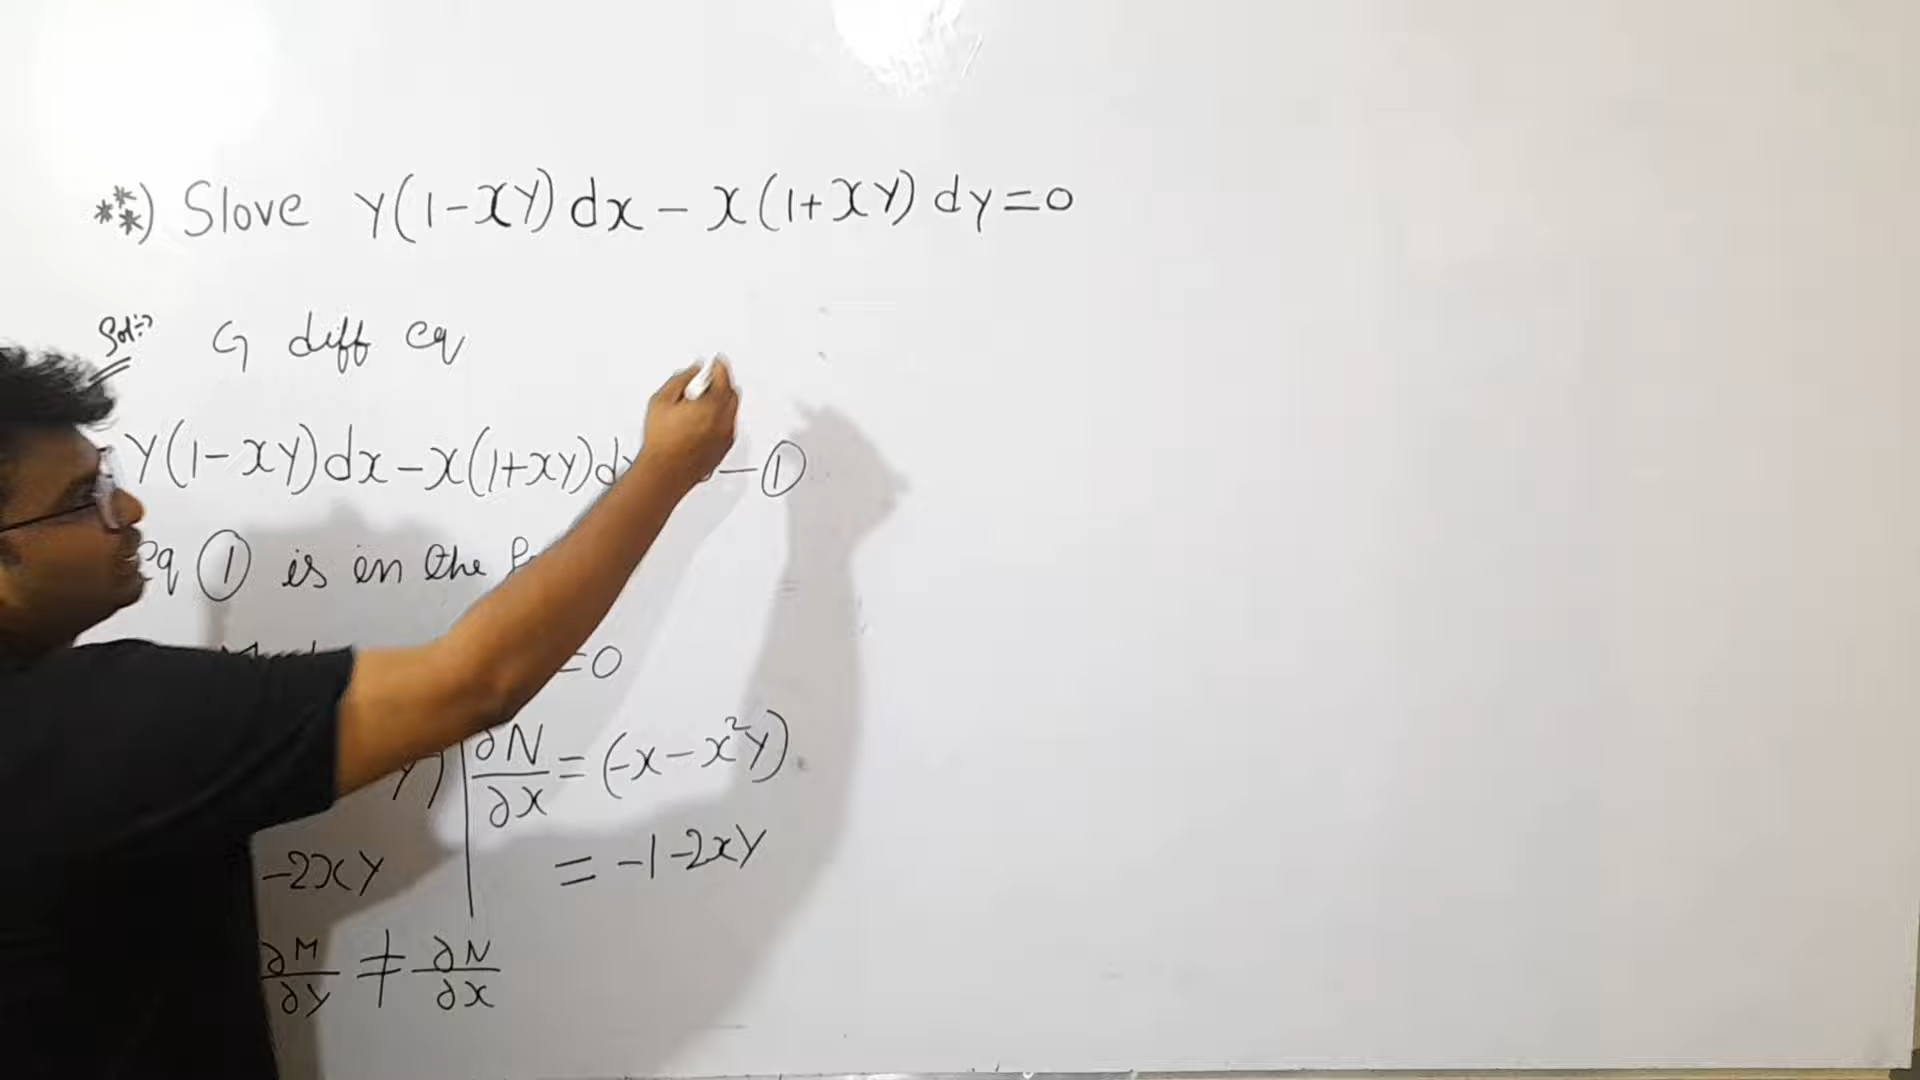 **⁎) Slove y(1-xy)dx - x(1+xy)dy=0
Sol:-> G diff eq
y(1-xy)dx-x(1+xy)dy -①
Eq ① is in the
=0
y) | ∂N/∂x = (-x-x²y)
-2xy | = -1-2xy
∂M/∂y ≠ ∂N/∂x